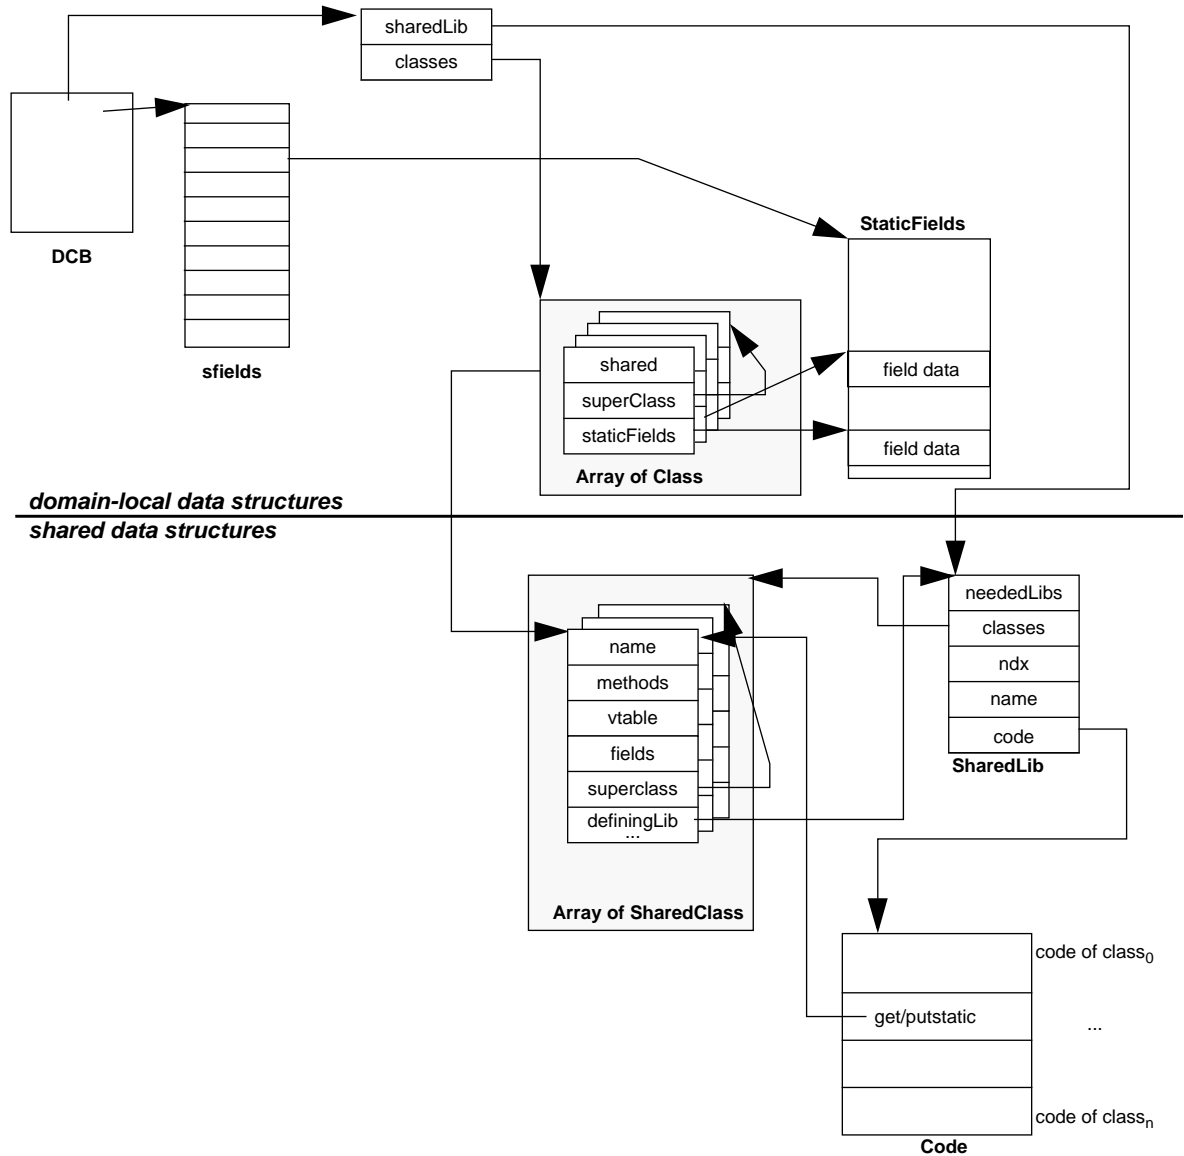 sharedLib
classes
DCB
sfields
StaticFields
field data
field data
shared
superClass
staticFields
Array of Class
domain-local data structures
shared data structures
neededLibs
classes
ndx
name
code
SharedLib
name
methods
vtable
fields
superclass
definingLib
...
Array of SharedClass
code of class0
get/putstatic
...
code of classn
Code